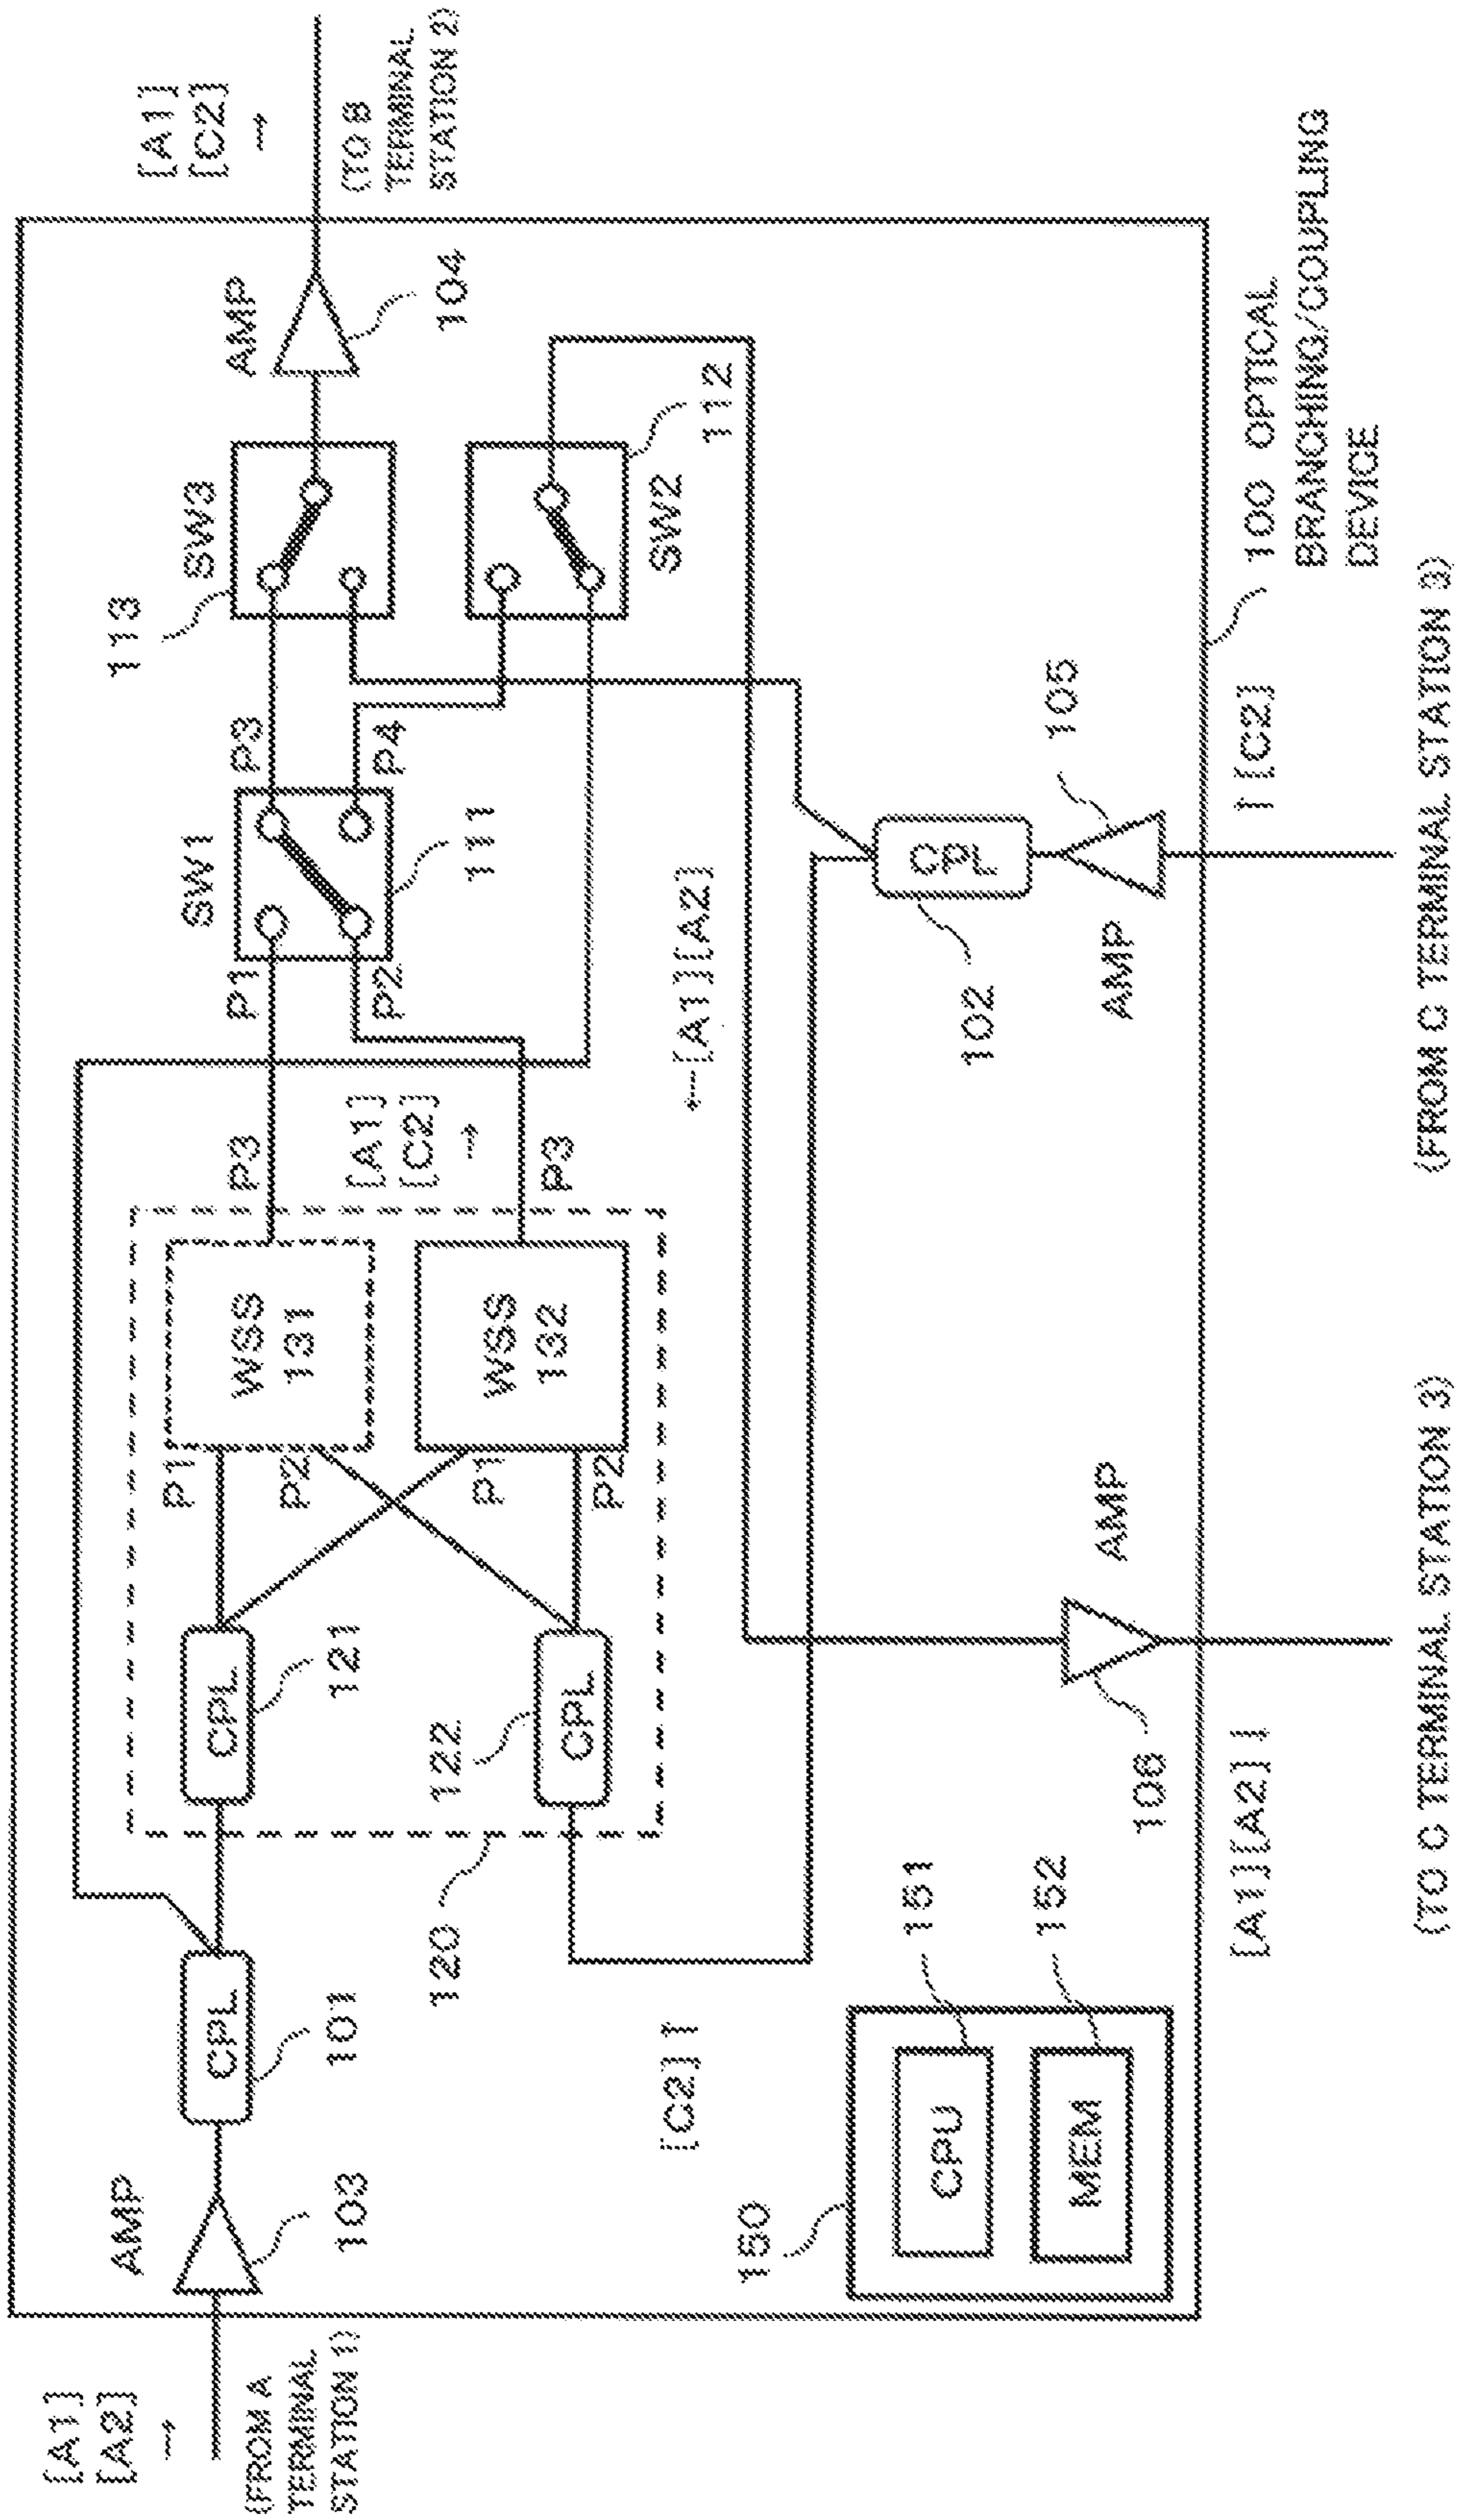 [A1]
[A2]
→
(FROM A
TERMINAL
STATION 1)
AMP
103
CPL
101
120
CPL
121
122
CPL
P1
P2
WSS
131
P1
P2
WSS
132
P3
[A1]
[C2]
→
P3
P1
P2
SW1
111
P3
P4
113
SW3
SW2
112
AMP
104
[A1]
[C2]
→
(TO B
TERMINAL
STATION 2)
←[A1][A2]
[C2]↑
102
CPL
105
AMP
↑[C2]
(FROM C TERMINAL STATION 3)
100 OPTICAL
BRANCHING/COUPLING
DEVICE
150
CPU
151
MEM
152
AMP
106
[A1][A2]↓
(TO C TERMINAL STATION 3)